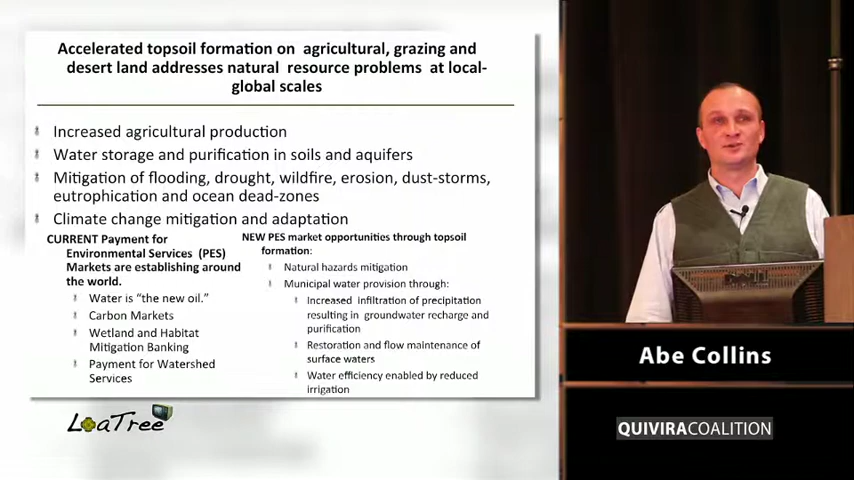 Accelerated topsoil formation on agricultural, grazing and
desert land addresses natural resource problems at local-
global scales
Increased agricultural production
Water storage and purification in soils and aquifers
Mitigation of flooding, drought, wildfire, erosion, dust-storms,
eutrophication and ocean dead-zones
Climate change mitigation and adaptation
CURRENT Payment for
Environmental Services (PES)
Markets are establishing around
the world.
Water is “the new oil.”
Carbon Markets
Wetland and Habitat
Mitigation Banking
Payment for Watershed
Services
NEW PES market opportunities through topsoil
formation:
Natural hazards mitigation
Municipal water provision through:
Increased infiltration of precipitation
resulting in groundwater recharge and
purification
Restoration and flow maintenance of
surface waters
Water efficiency enabled by reduced
irrigation
LoaTree
Abe Collins
QUIVIRACOALITION